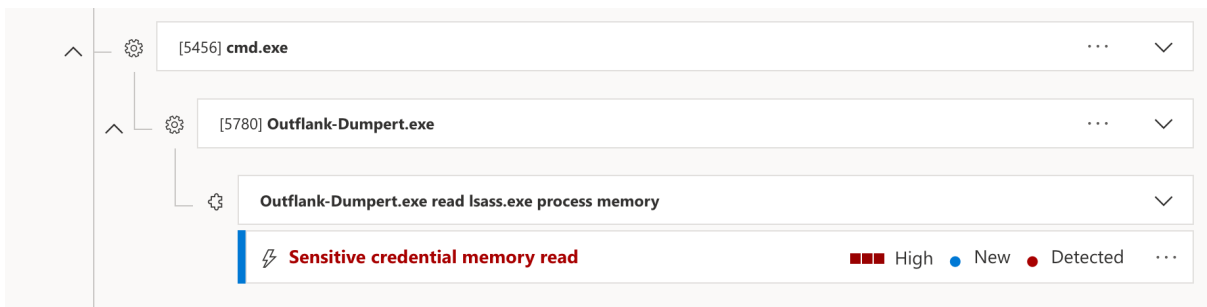 [5456] cmd.exe ...
[5780] Outflank-Dumpert.exe ...
Outflank-Dumpert.exe read lsass.exe process memory
Sensitive credential memory read High New Detected ...